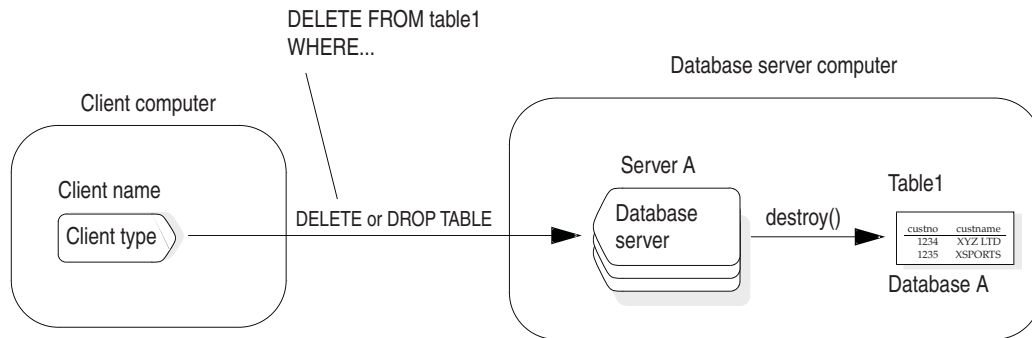 DELETE FROM table1
WHERE...
Database server computer
Client computer
Server A
Client name
Table1
Client type
DELETE or DROP TABLE
Database
server
destroy()
custno custname
1234 XYZ LTD
1235 XSPORTS
Database A